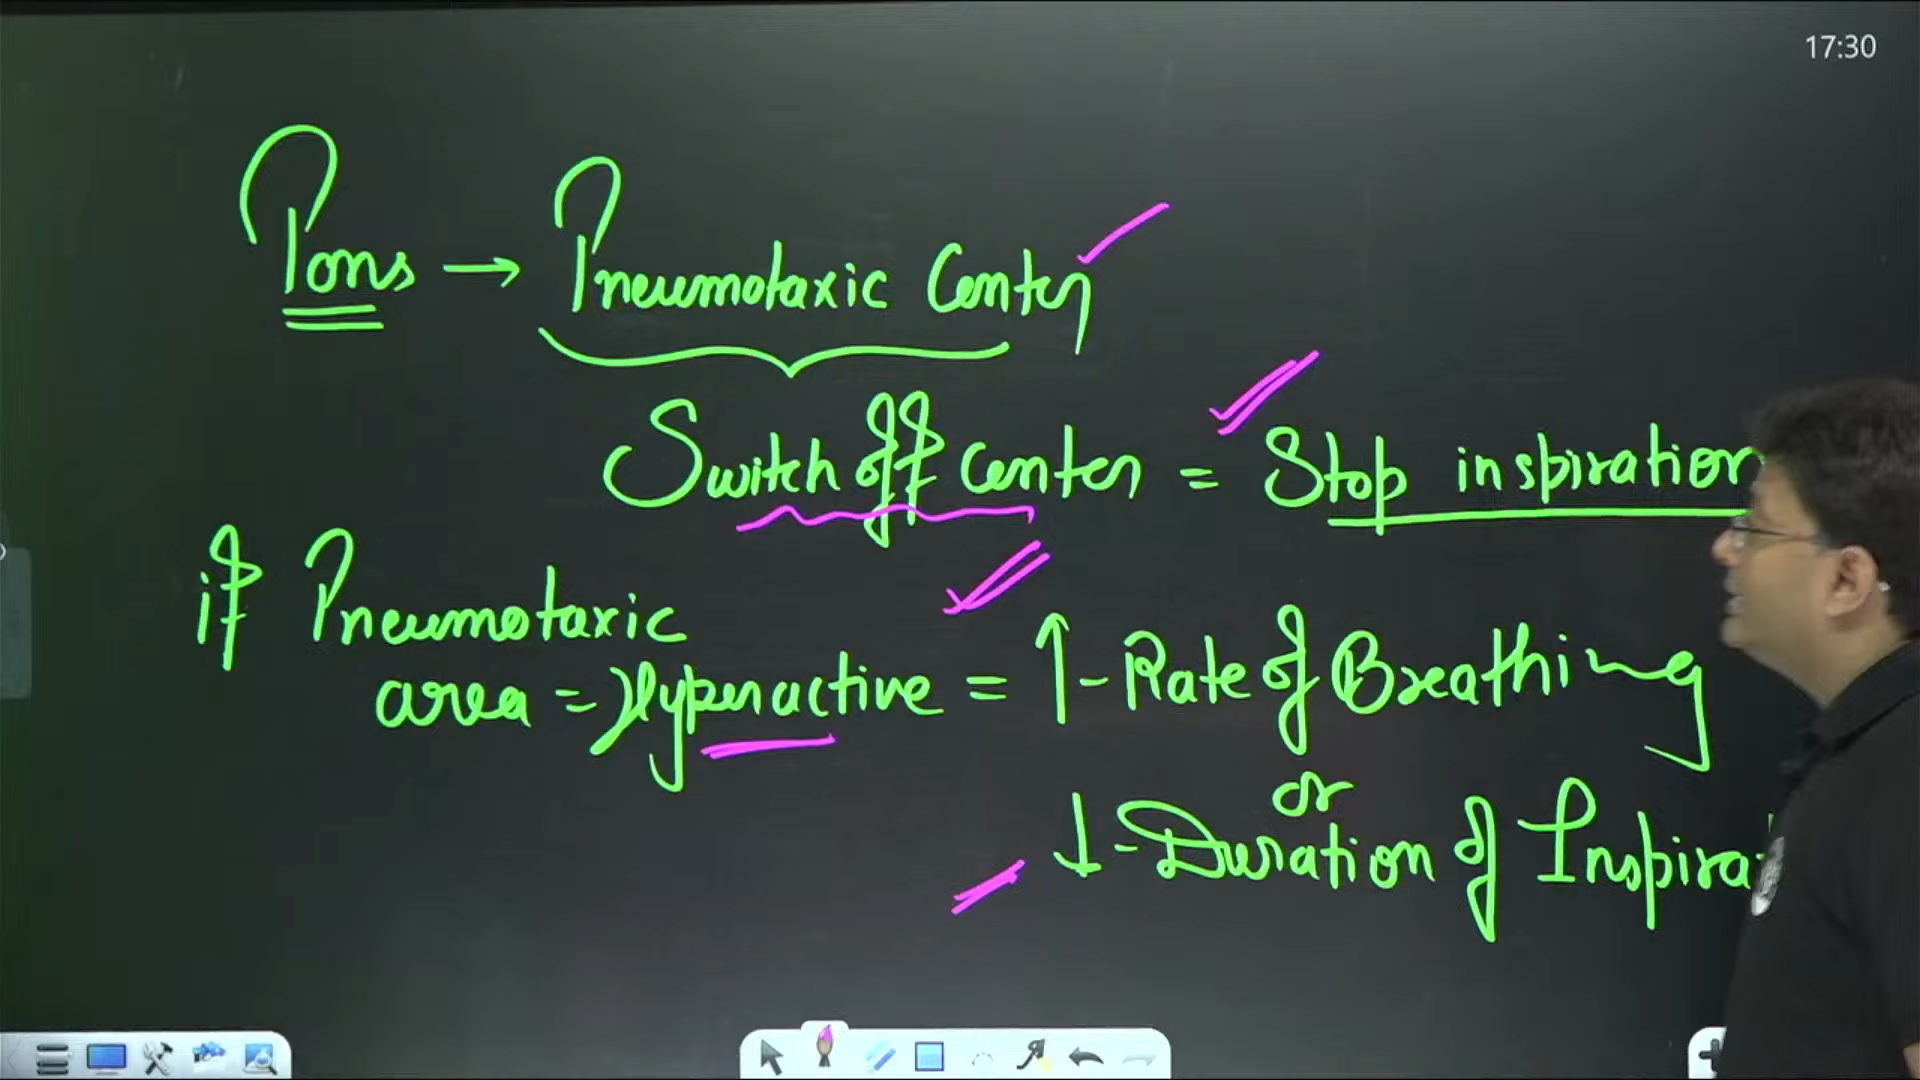 17:30
Pons → Pneumotaxic Center
Switch off center = Stop inspiration
if Pneumotaxic
area = Hyperactive = ↑ - Rate of Breathing
or
↓ - Duration of Inspirat